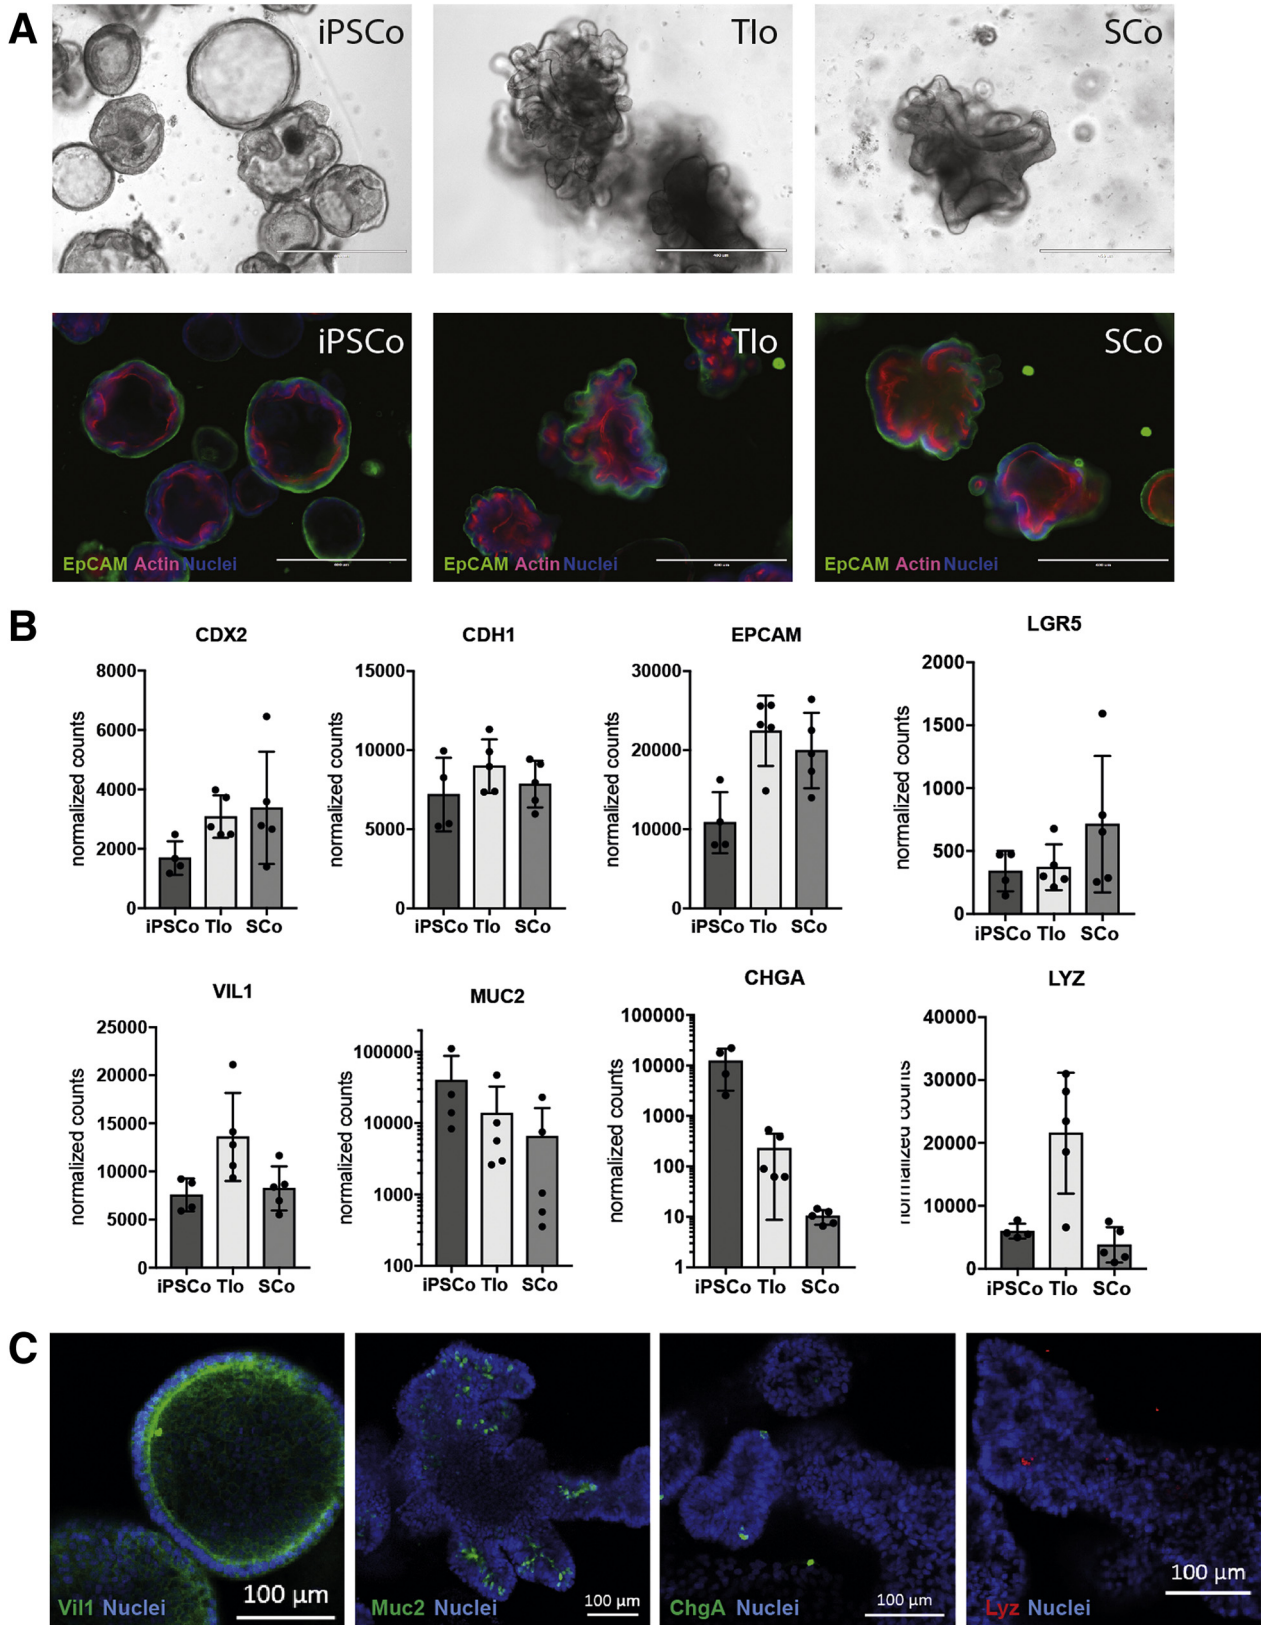 A
iPSCo
TIo
SCo
iPSCo
TIo
SCo
EpCAM Actin Nuclei
EpCAM Actin Nuclei
EpCAM Actin Nuclei
B
CDX2
CDH1
EPCAM
LGR5
normalized counts
8000
6000
4000
2000
0
iPSCo TIo SCo
normalized counts
15000
10000
5000
0
iPSCo TIo SCo
normalized counts
30000
20000
10000
0
iPSCo TIo SCo
normalized counts
2000
1500
1000
500
0
iPSCo TIo SCo
VIL1
MUC2
CHGA
LYZ
normalized counts
25000
20000
15000
10000
5000
0
iPSCo TIo SCo
normalized counts
100000
10000
1000
100
iPSCo TIo SCo
normalized counts
100000
10000
1000
100
10
1
iPSCo TIo SCo
normalized counts
40000
30000
20000
10000
0
iPSCo TIo SCo
C
Vil1 Nuclei
100 µm
Muc2 Nuclei
100 µm
ChgA Nuclei
100 µm
Lyz Nuclei
100 µm